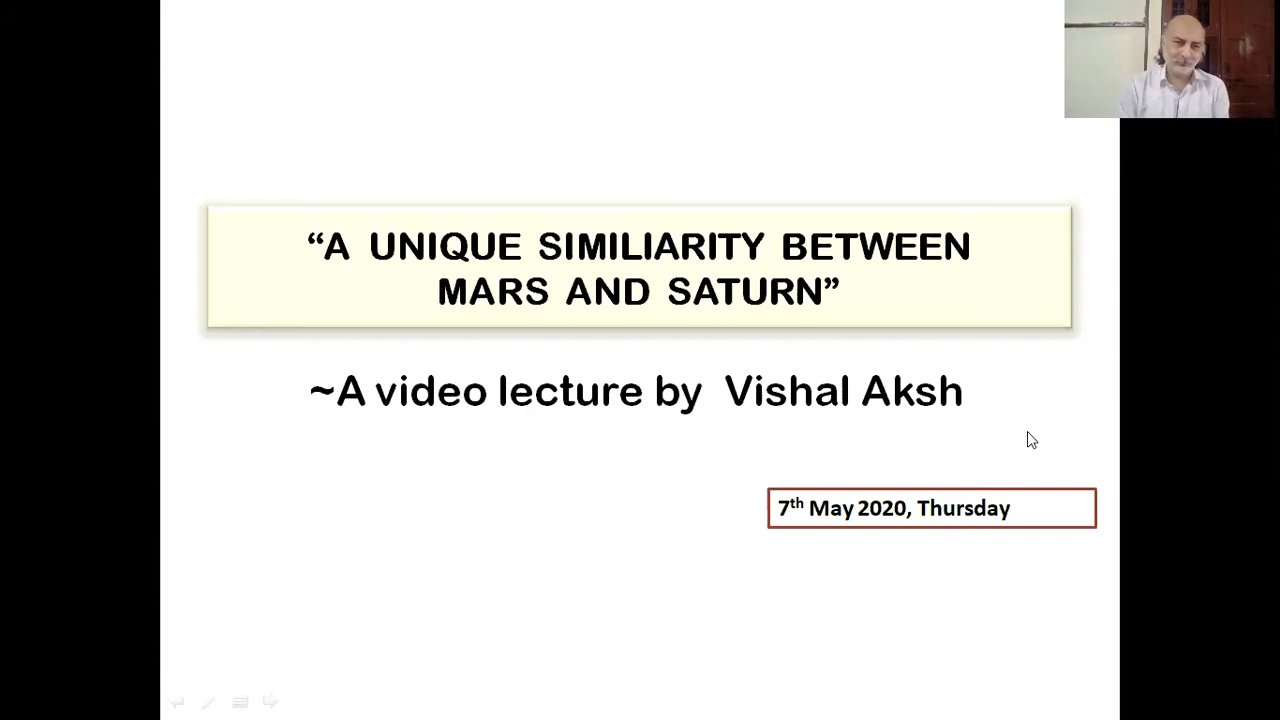 “A UNIQUE SIMILIARITY BETWEEN
MARS AND SATURN”
~A video lecture by Vishal Aksh
7th May 2020, Thursday